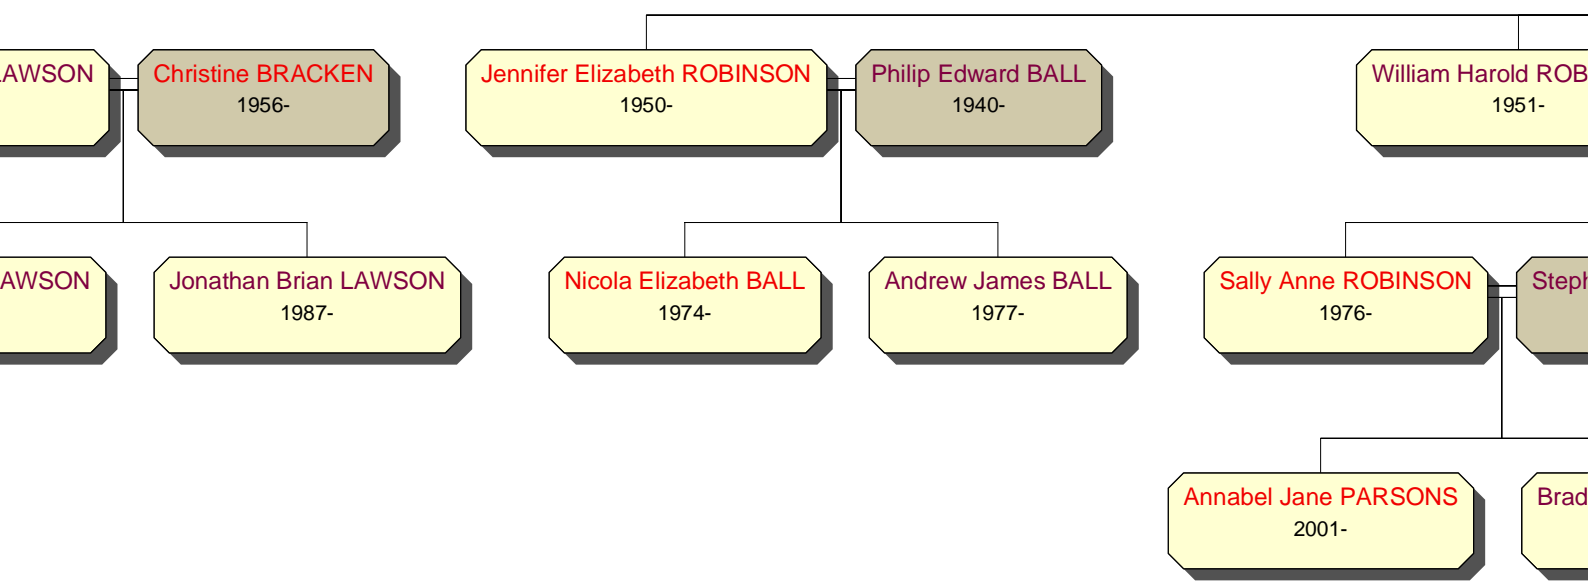 LAWSON
Christine BRACKEN
1956-
Jennifer Elizabeth ROBINSON
1950-
Philip Edward BALL
1940-
William Harold ROB
1951-
AWSON
Jonathan Brian LAWSON
1987-
Nicola Elizabeth BALL
1974-
Andrew James BALL
1977-
Sally Anne ROBINSON
1976-
Steph
Annabel Jane PARSONS
2001-
Brad